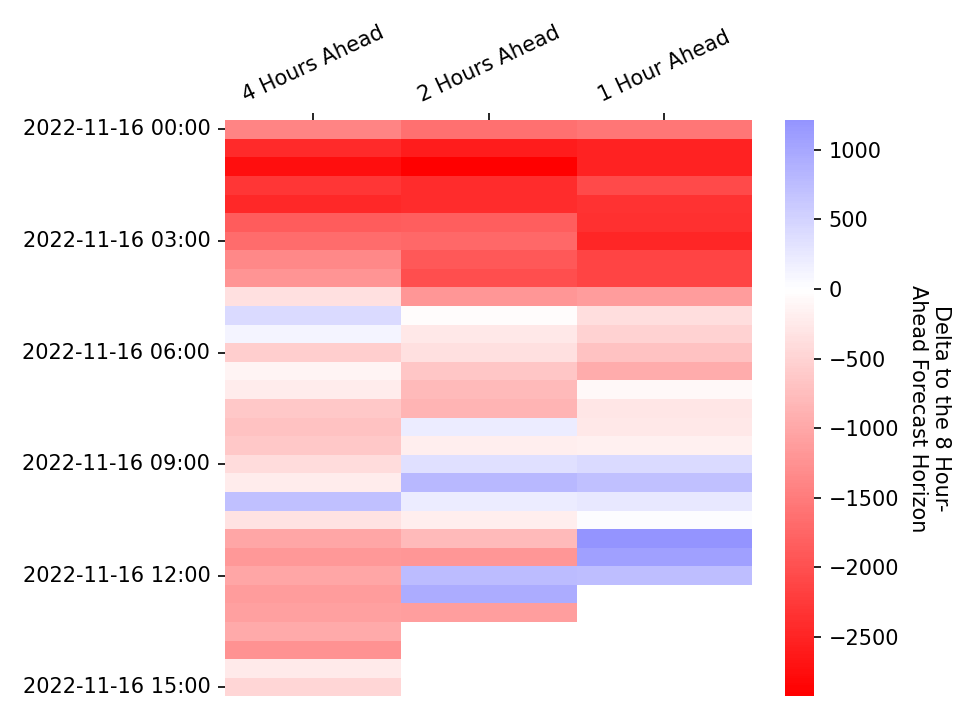 4 Hours Ahead
2 Hours Ahead
1 Hour Ahead
2022-11-16 00:00
2022-11-16 03:00
2022-11-16 06:00
2022-11-16 09:00
2022-11-16 12:00
2022-11-16 15:00
1000
500
0
−500
−1000
−1500
−2000
−2500
Delta to the 8 Hour-
Ahead Forecast Horizon